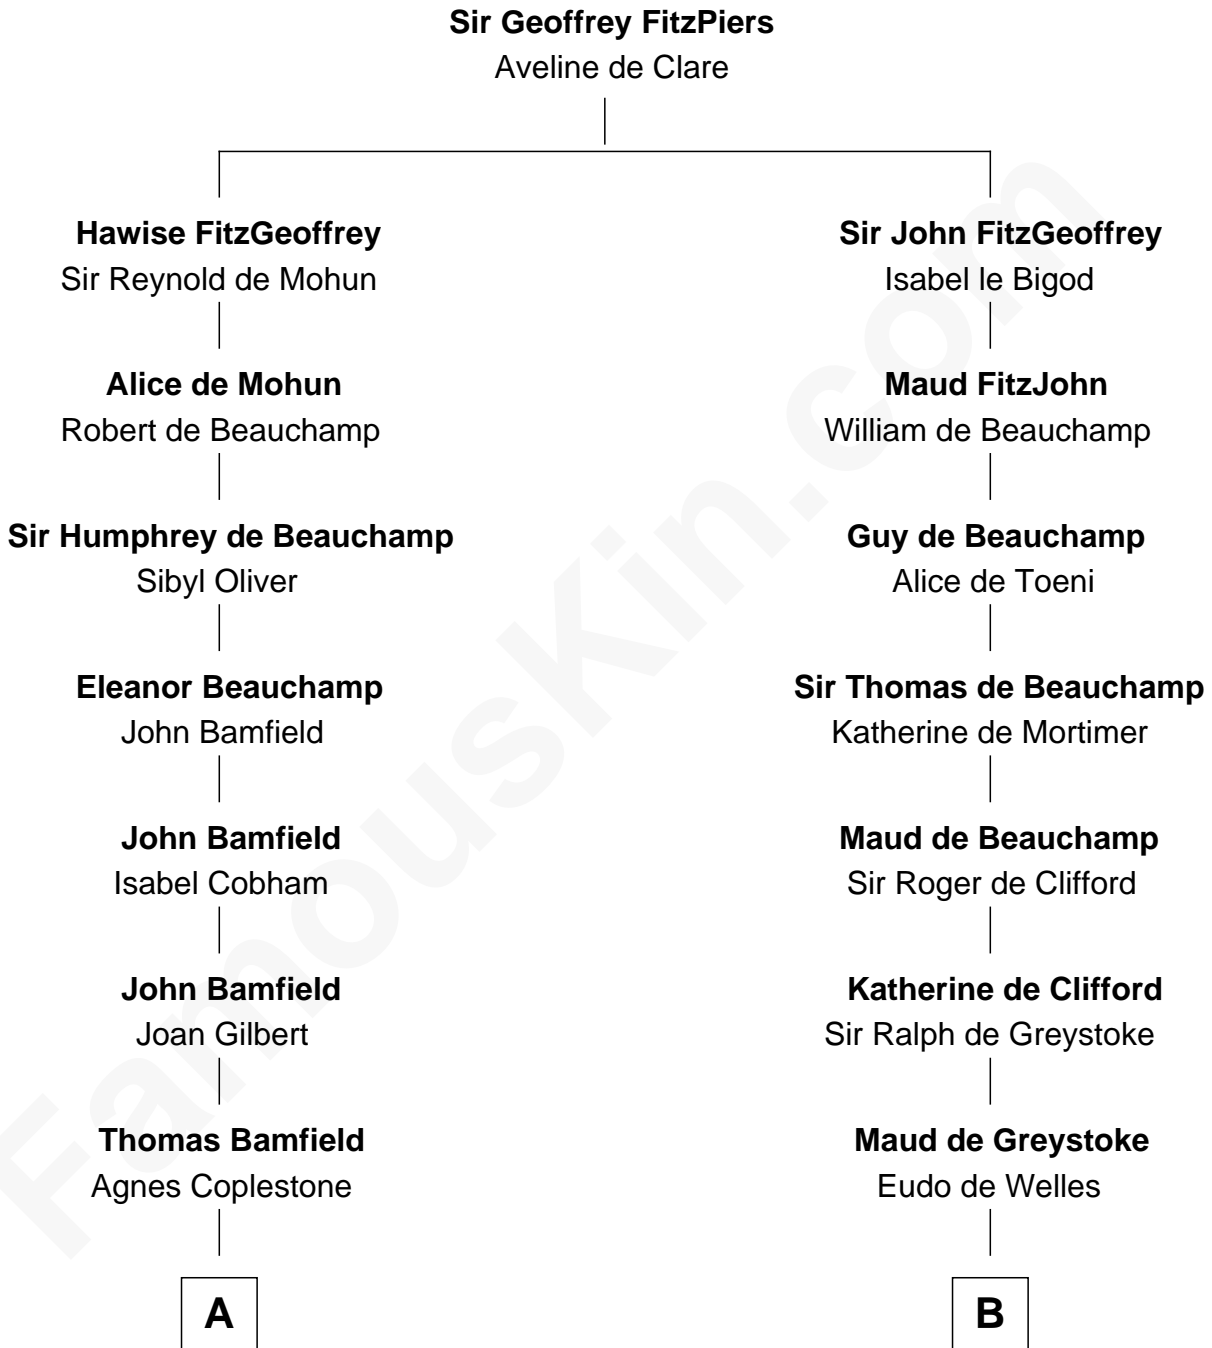 Sir Geoffrey FitzPiers
Aveline de Clare
Hawise FitzGeoffrey
Sir Reynold de Mohun
Alice de Mohun
Robert de Beauchamp
Sir Humphrey de Beauchamp
Sibyl Oliver
Eleanor Beauchamp
John Bamfield
John Bamfield
Isabel Cobham
John Bamfield
Joan Gilbert
Thomas Bamfield
Agnes Coplestone
A
Sir John FitzGeoffrey
Isabel le Bigod
Maud FitzJohn
William de Beauchamp
Guy de Beauchamp
Alice de Toeni
Sir Thomas de Beauchamp
Katherine de Mortimer
Maud de Beauchamp
Sir Roger de Clifford
Katherine de Clifford
Sir Ralph de Greystoke
Maud de Greystoke
Eudo de Welles
B
FamousKin.com